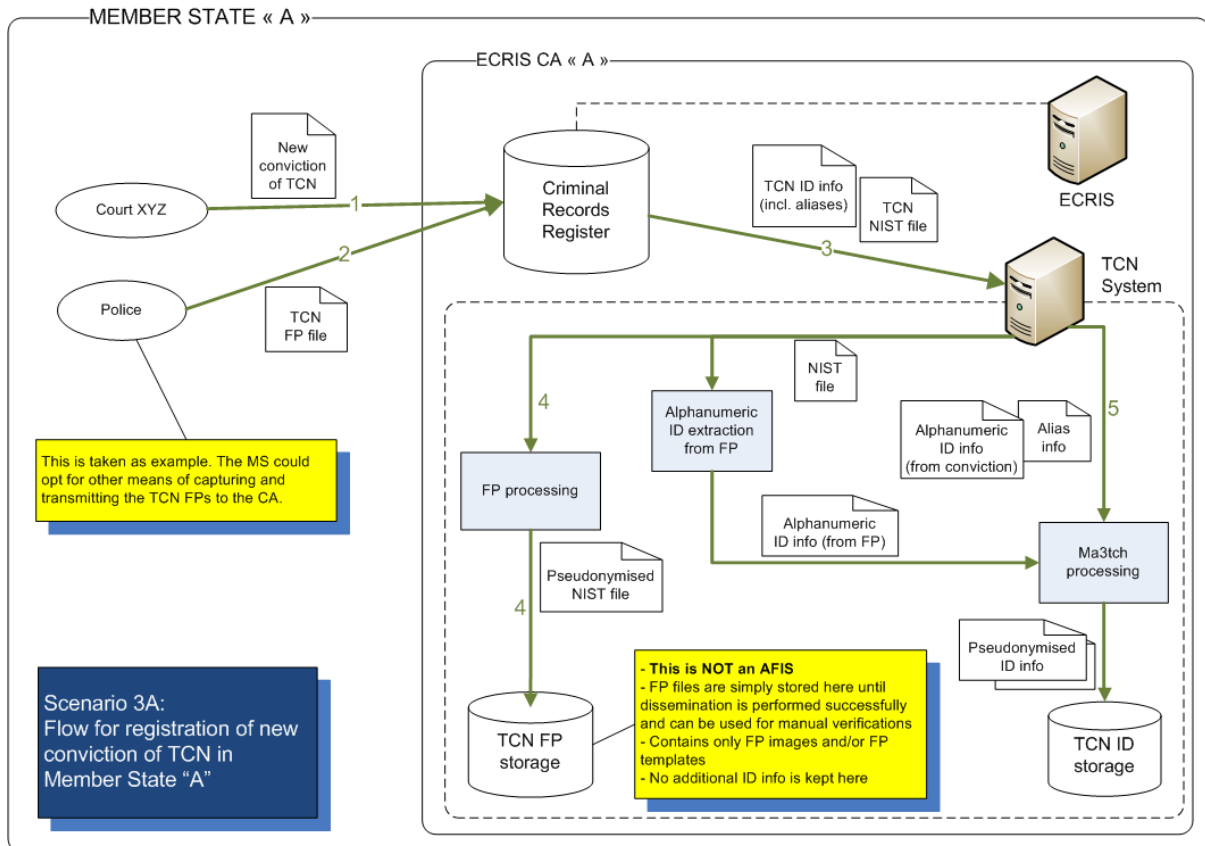 MEMBER STATE « A »
ECRIS CA « A »
New
conviction
of TCN
Court XYZ
1
Criminal
Records
Register
ECRIS
TCN ID info
(incl. aliases)
TCN
NIST file
2
3
Police
TCN
FP file
TCN
System
NIST
file
4
Alphanumeric
ID extraction
from FP
Alphanumeric
ID info
(from conviction)
Alias
info
5
This is taken as example. The MS could
opt for other means of capturing and
transmitting the TCN FPs to the CA.
FP processing
Alphanumeric
ID info (from FP)
Ma3tch
processing
Pseudonymised
NIST file
4
Pseudonymised
ID info
- This is NOT an AFIS
- FP files are simply stored here until
dissemination is performed successfully
and can be used for manual verifications
- Contains only FP images and/or FP
templates
- No additional ID info is kept here
Scenario 3A:
Flow for registration of new
conviction of TCN in
Member State “A”
TCN FP
storage
TCN ID
storage